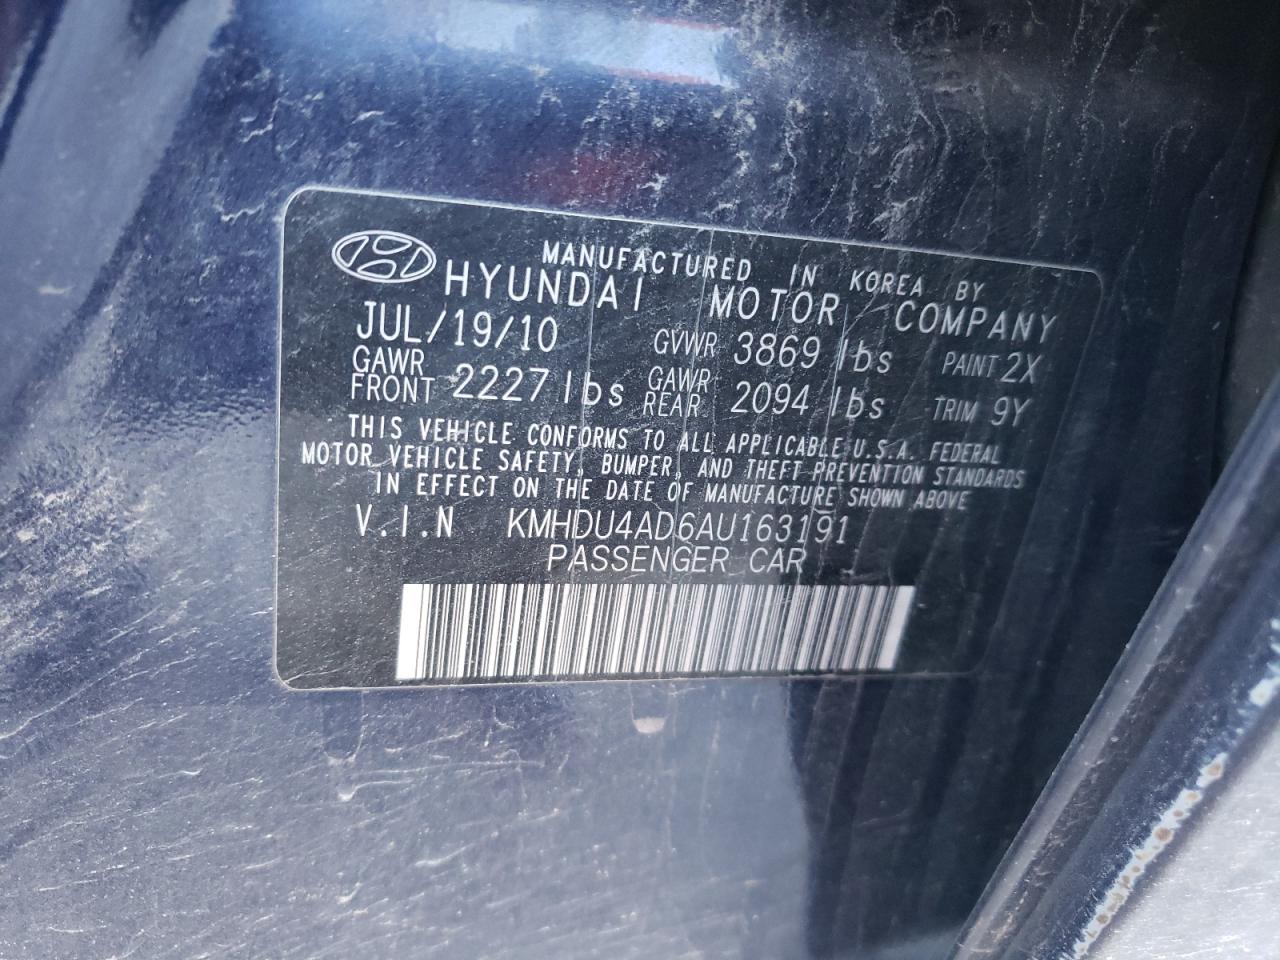 MANUFACTURED IN KOREA BY
HYUNDAI MOTOR COMPANY
JUL/19/10 GVWR 3869 lbs PAINT 2X
GAWR FRONT 2227 lbs GAWR REAR 2094 lbs TRIM 9Y
THIS VEHICLE CONFORMS TO ALL APPLICABLE U.S.A. FEDERAL
MOTOR VEHICLE SAFETY, BUMPER, AND THEFT PREVENTION STANDARDS
IN EFFECT ON THE DATE OF MANUFACTURE SHOWN ABOVE
V.I.N KMHDU4AD6AU163191
PASSENGER CAR